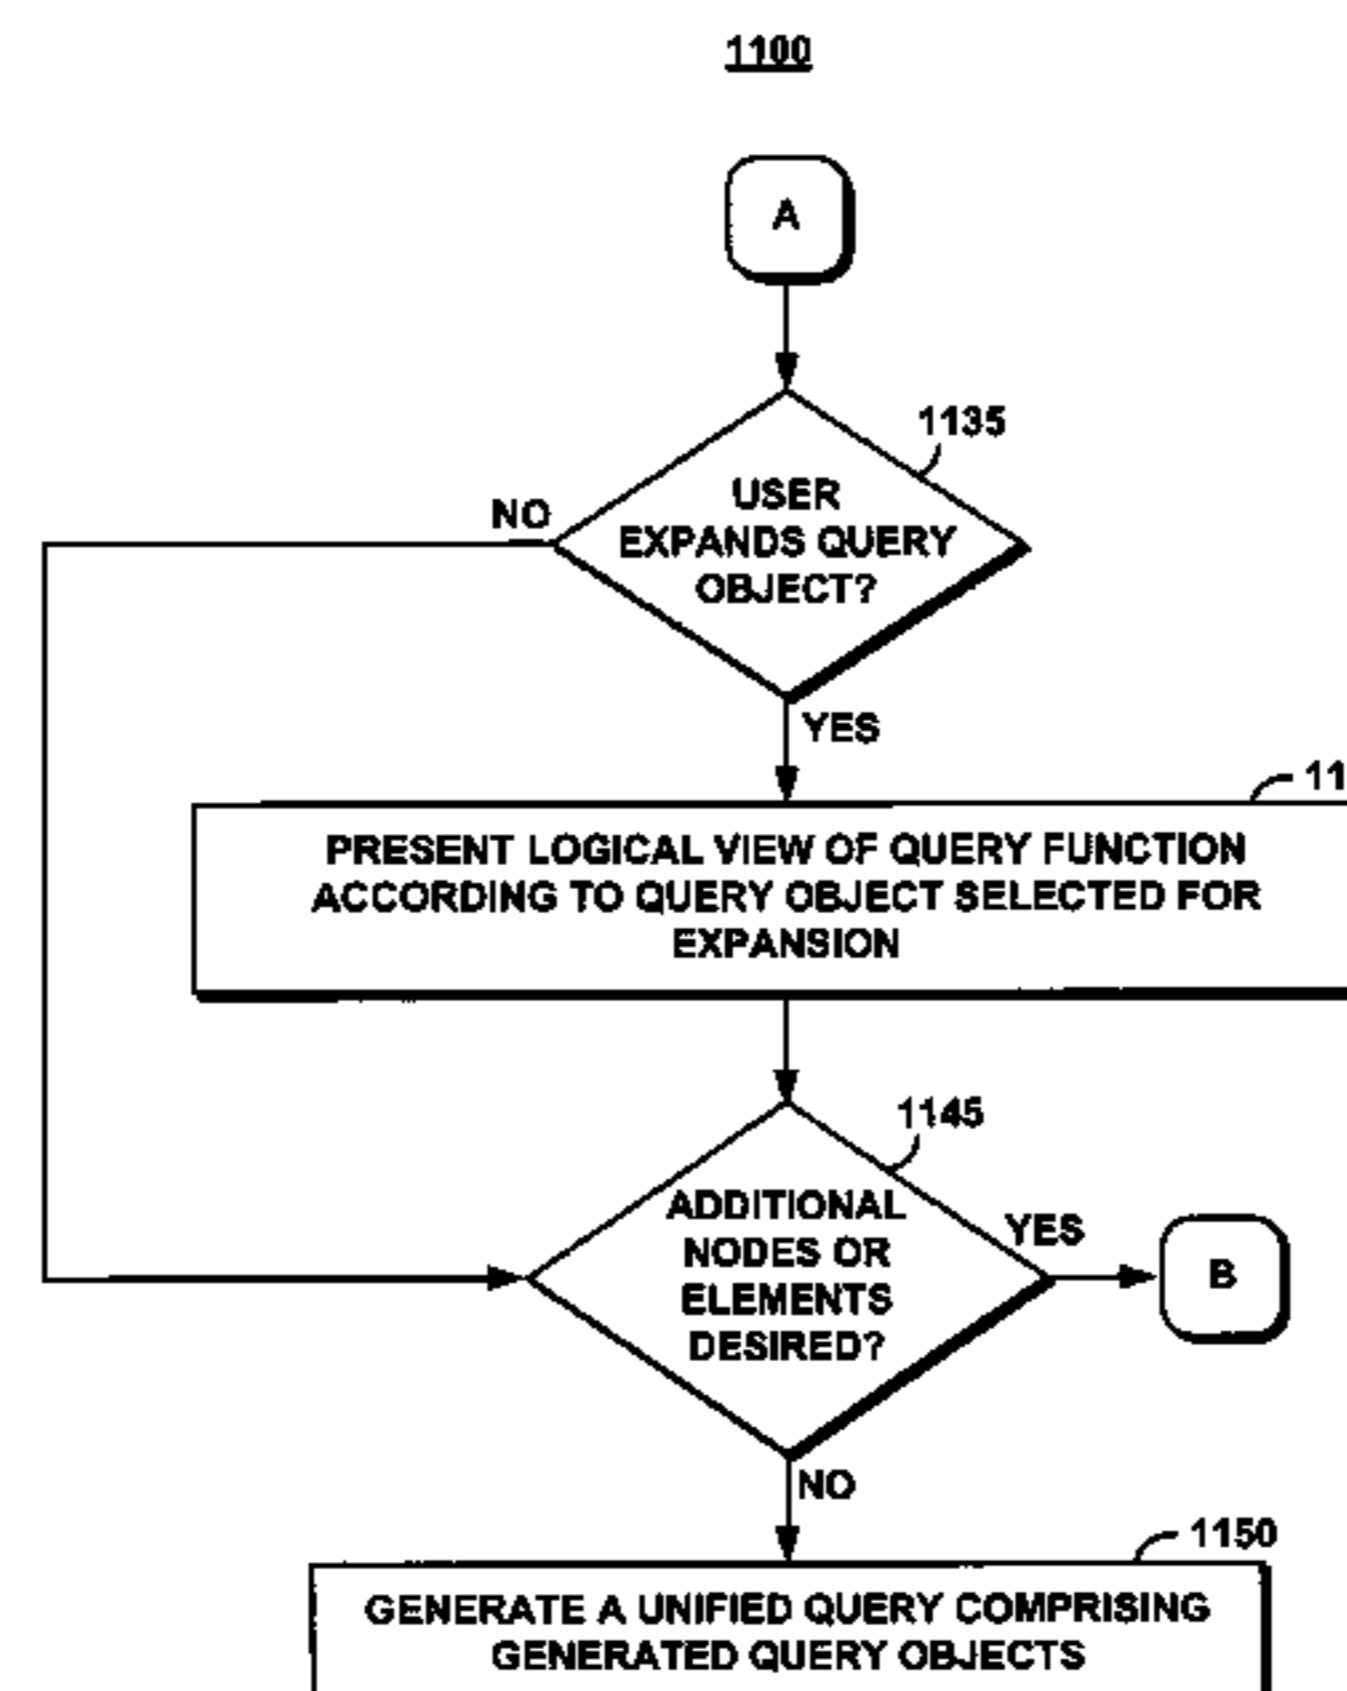 1100
A
1135
USER
EXPANDS QUERY
OBJECT?
NO
YES
11
PRESENT LOGICAL VIEW OF QUERY FUNCTION
ACCORDING TO QUERY OBJECT SELECTED FOR
EXPANSION
1145
ADDITIONAL
NODES OR
ELEMENTS
DESIRED?
YES
B
NO
1150
GENERATE A UNIFIED QUERY COMPRISING
GENERATED QUERY OBJECTS